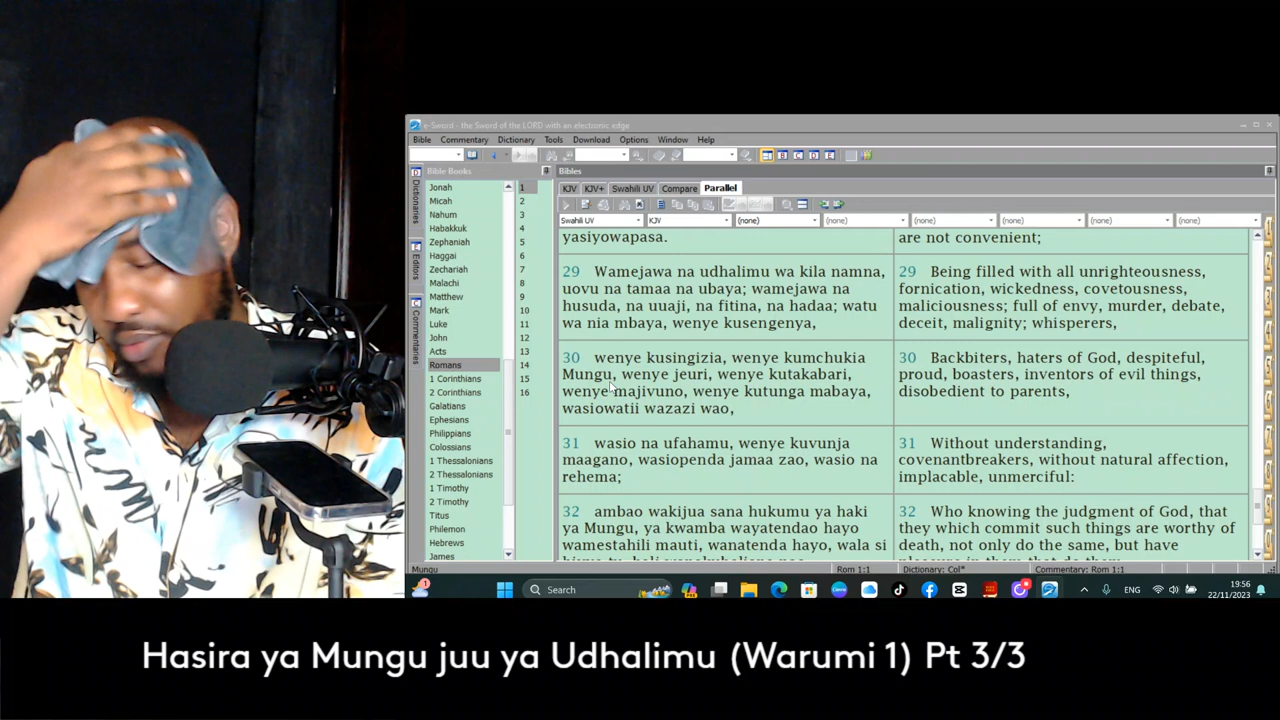 e-Sword - the Sword of the LORD with an electronic edge
Bible Commentary Dictionary Tools Download Options Window Help
Bible Books
Bibles
Dictionaries
Editors
Commentaries
Jonah
Micah
Nahum
Habakkuk
Zephaniah
Haggai
Zechariah
Malachi
Matthew
Mark
Luke
John
Acts
Romans
1 Corinthians
2 Corinthians
Galatians
Ephesians
Philippians
Colossians
1 Thessalonians
2 Thessalonians
1 Timothy
2 Timothy
Titus
Philemon
Hebrews
James
1
2
3
4
5
6
7
8
9
10
11
12
13
14
15
16
KJV KJV+ Swahili UV Compare Parallel
Swahili UV KJV (none) (none) (none) (none) (none) (none)
yasiyowapasa.
29 Wamejawa na udhalimu wa kila namna,
uovu na tamaa na ubaya; wamejawa na
husuda, na uuaji, na fitina, na hadaa; watu
wa nia mbaya, wenye kusengenya,
30 wenye kusingizia, wenye kumchukia
Mungu, wenye jeuri, wenye kutakabari,
wenye majivuno, wenye kutunga mabaya,
wasiowatii wazazi wao,
31 wasio na ufahamu, wenye kuvunja
maagano, wasiopenda jamaa zao, wasio na
rehema;
32 ambao wakijua sana hukumu ya haki
ya Mungu, ya kwamba wayatendao hayo
wamestahili mauti, wanatenda hayo, wala si
are not convenient;
29 Being filled with all unrighteousness,
fornication, wickedness, covetousness,
maliciousness; full of envy, murder, debate,
deceit, malignity; whisperers,
30 Backbiters, haters of God, despiteful,
proud, boasters, inventors of evil things,
disobedient to parents,
31 Without understanding,
covenantbreakers, without natural affection,
implacable, unmerciful:
32 Who knowing the judgment of God, that
they which commit such things are worthy of
death, not only do the same, but have
Mungu
Rom 1:1 Dictionary: Col* Commentary: Rom 1:1
1
Search
ENG
19:56
22/11/2023
Hasira ya Mungu juu ya Udhalimu (Warumi 1) Pt 3/3